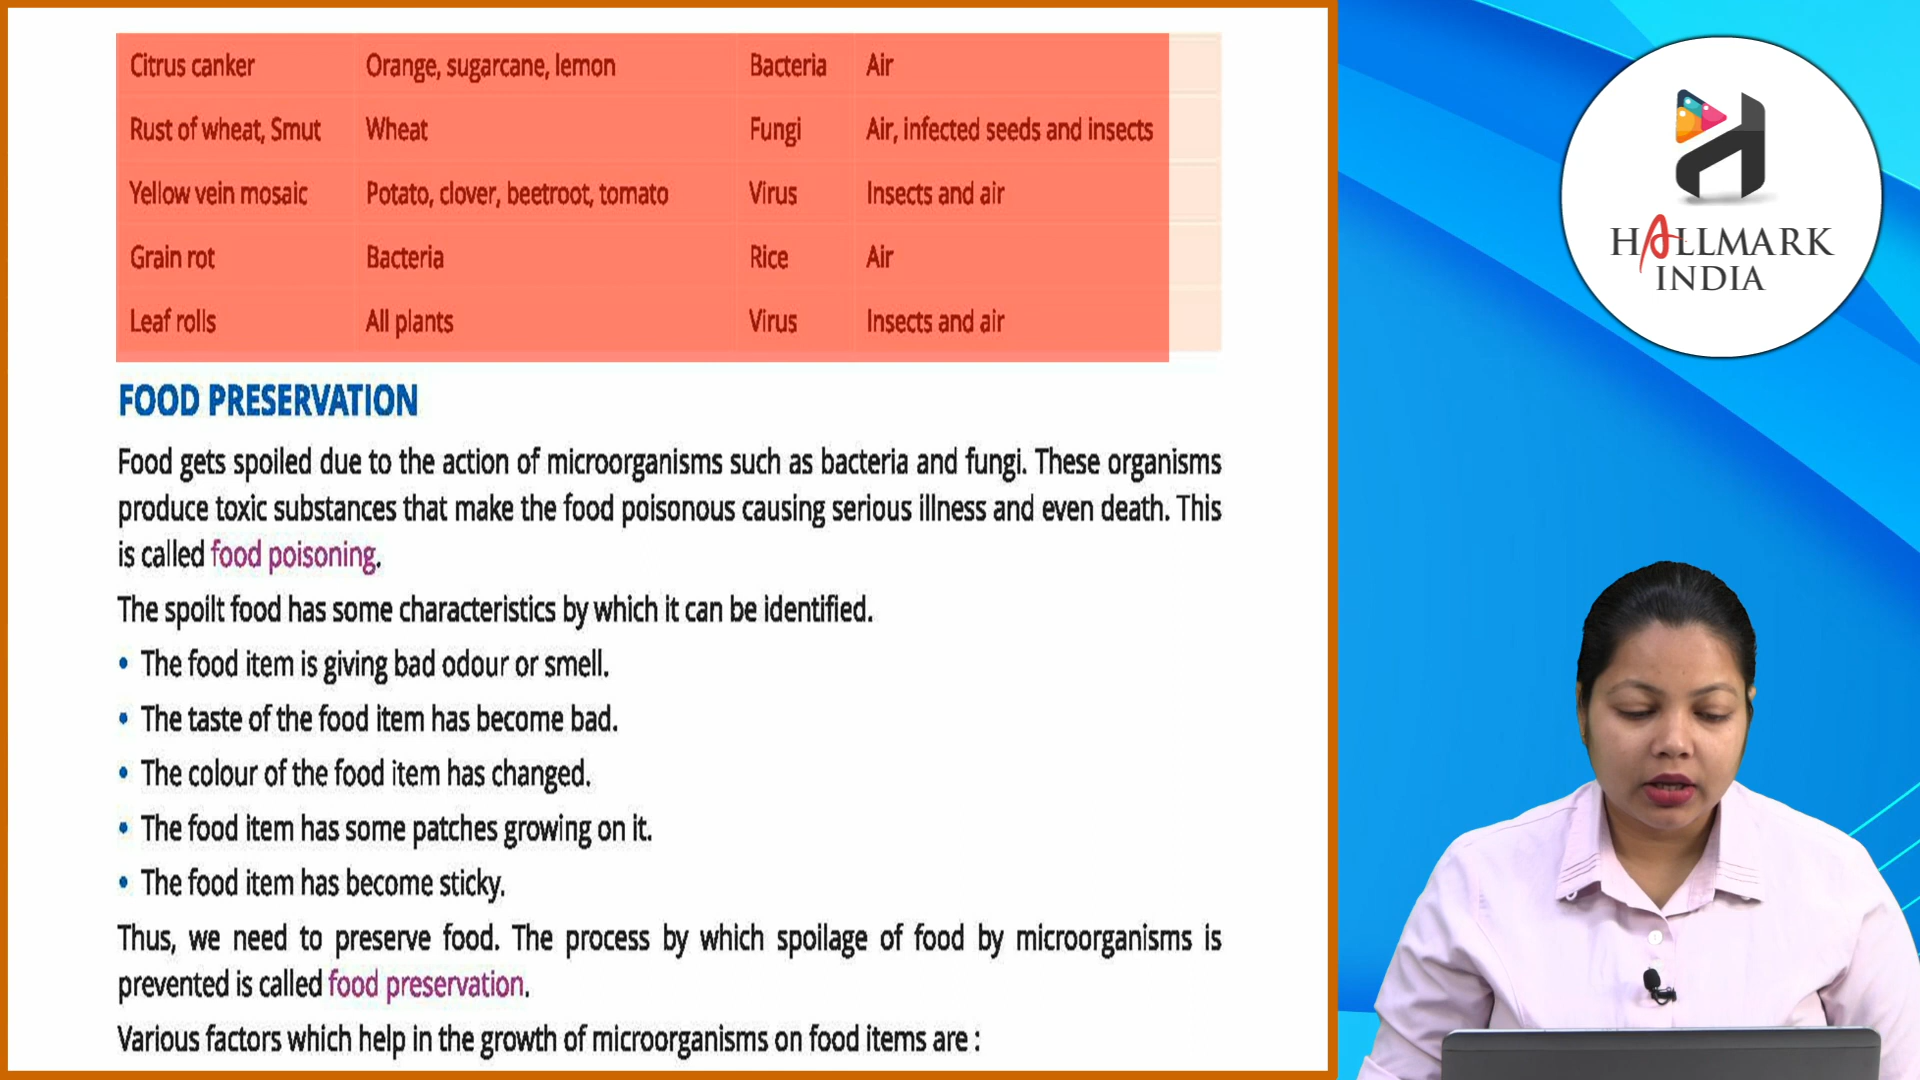 Citrus canker Orange, sugarcane, lemon Bacteria Air
Rust of wheat, Smut Wheat Fungi Air, infected seeds and insects
Yellow vein mosaic Potato, clover, beetroot, tomato Virus Insects and air
Grain rot Bacteria Rice Air
Leaf rolls All plants Virus Insects and air
FOOD PRESERVATION
Food gets spoiled due to the action of microorganisms such as bacteria and fungi. These organisms
produce toxic substances that make the food poisonous causing serious illness and even death. This
is called food poisoning.
The spoilt food has some characteristics by which it can be identified.
• The food item is giving bad odour or smell.
• The taste of the food item has become bad.
• The colour of the food item has changed.
• The food item has some patches growing on it.
• The food item has become sticky.
Thus, we need to preserve food. The process by which spoilage of food by microorganisms is
prevented is called food preservation.
Various factors which help in the growth of microorganisms on food items are :
HALLMARK
INDIA